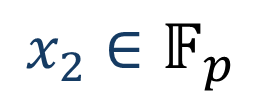 x₂ ∈ 𝔽ₚ